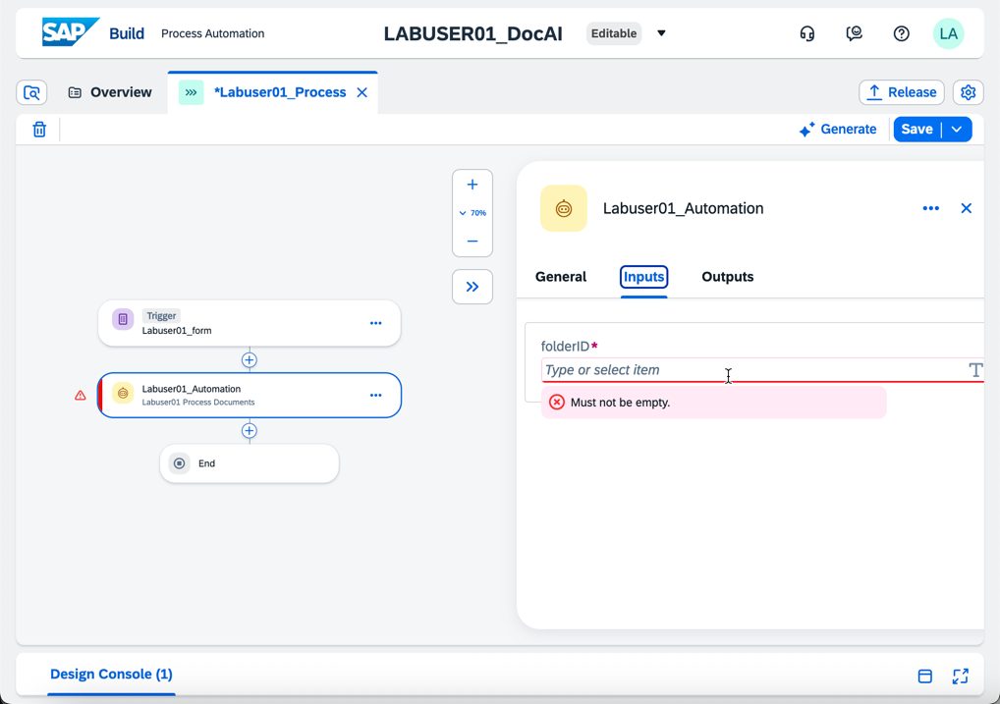 SAP Build Process Automation LABUSER01_DocAI Editable LA
Overview *Labuser01_Process Release
Generate Save
Labuser01_Automation
70%
General Inputs Outputs
Trigger
Labuser01_form
folderID*
Type or select item
Must not be empty.
Labuser01_Automation
Labuser01 Process Documents
End
Design Console (1)